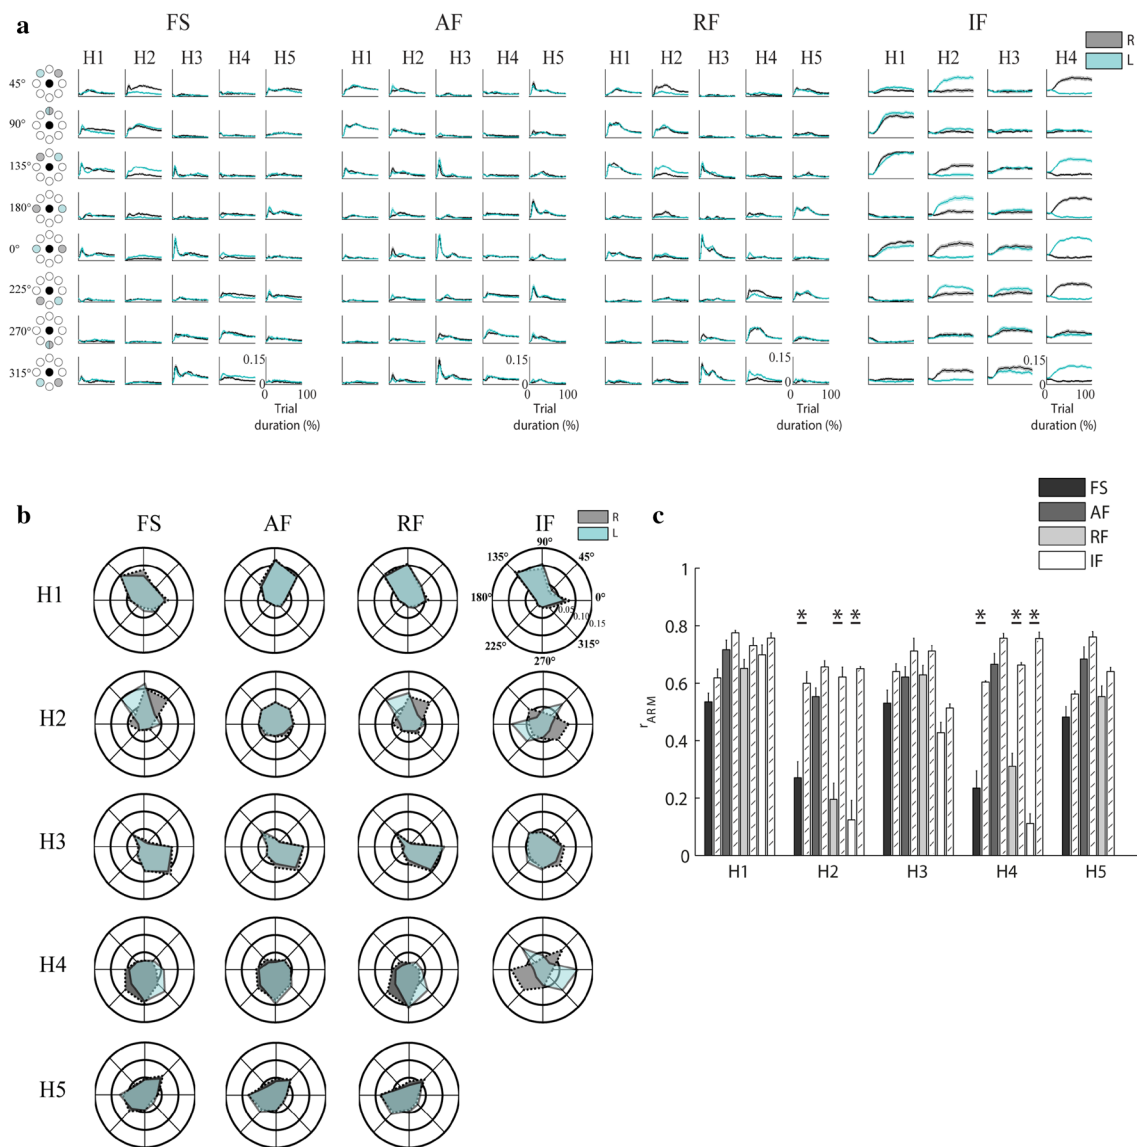 a
FS AF RF IF
R
L
H1 H2 H3 H4 H5 H1 H2 H3 H4 H5 H1 H2 H3 H4 H5 H1 H2 H3 H4
45°
90°
135°
180°
0°
225°
270°
315°
0.15 0.15 0.15 0.15
0 0 0 0
0 100 0 100 0 100 0 100
Trial Trial Trial Trial
duration (%) duration (%) duration (%) duration (%)
b
FS AF RF IF
R
L
H1
90°
135° 45°
180° 0°
0.05
0.10
0.15
225° 315°
270°
H2
H3
H4
H5
c
FS
AF
RF
IF
1
0.8
0.6
0.4
0.2
0
rARM
* * * * * *
H1 H2 H3 H4 H5